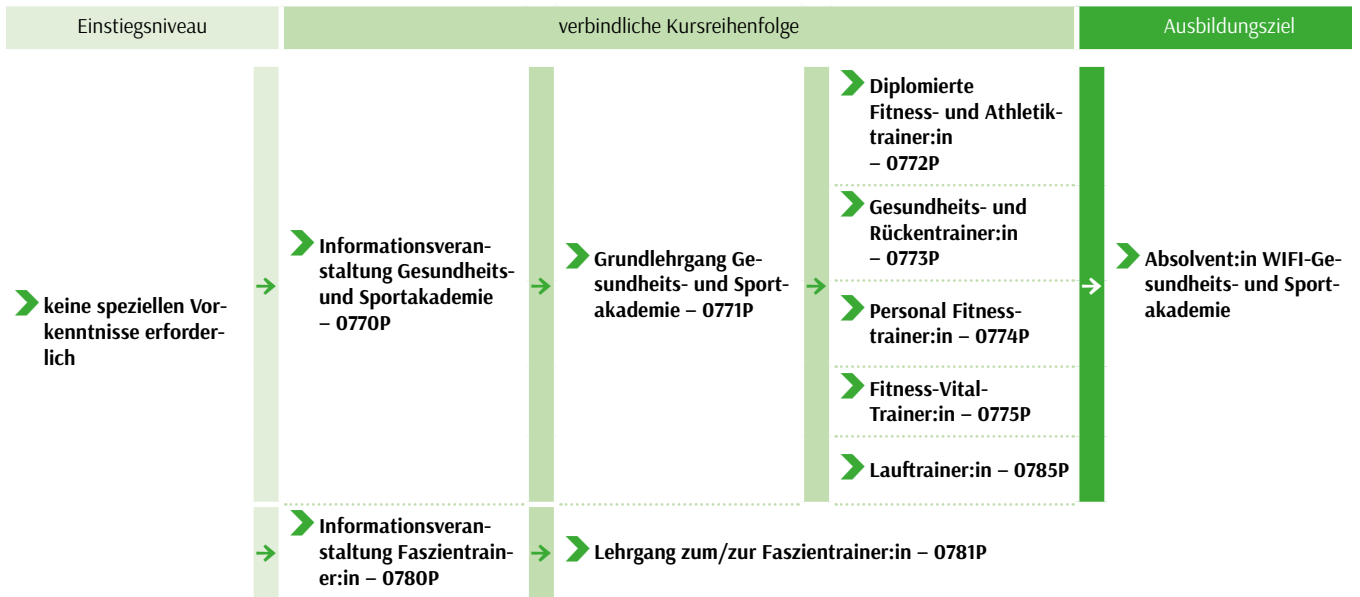 Einstiegsniveau
verbindliche Kursreihenfolge
Ausbildungsziel
keine speziellen Vor-
kenntnisse erforder-
lich
Informationsveran-
staltung Gesundheits-
und Sportakademie
– 0770P
Grundlehrgang Ge-
sundheits- und Sport-
akademie – 0771P
Diplomierte
Fitness- und Athletik-
trainer:in
– 0772P
Gesundheits- und
Rückentrainer:in
– 0773P
Personal Fitness-
trainer:in – 0774P
Fitness-Vital-
Trainer:in – 0775P
Lauftrainer:in – 0785P
Absolvent:in WIFI-Ge-
sundheits- und Sport-
akademie
Informationsveran-
staltung Faszientrain-
er:in – 0780P
Lehrgang zum/zur Faszientrainer:in – 0781P